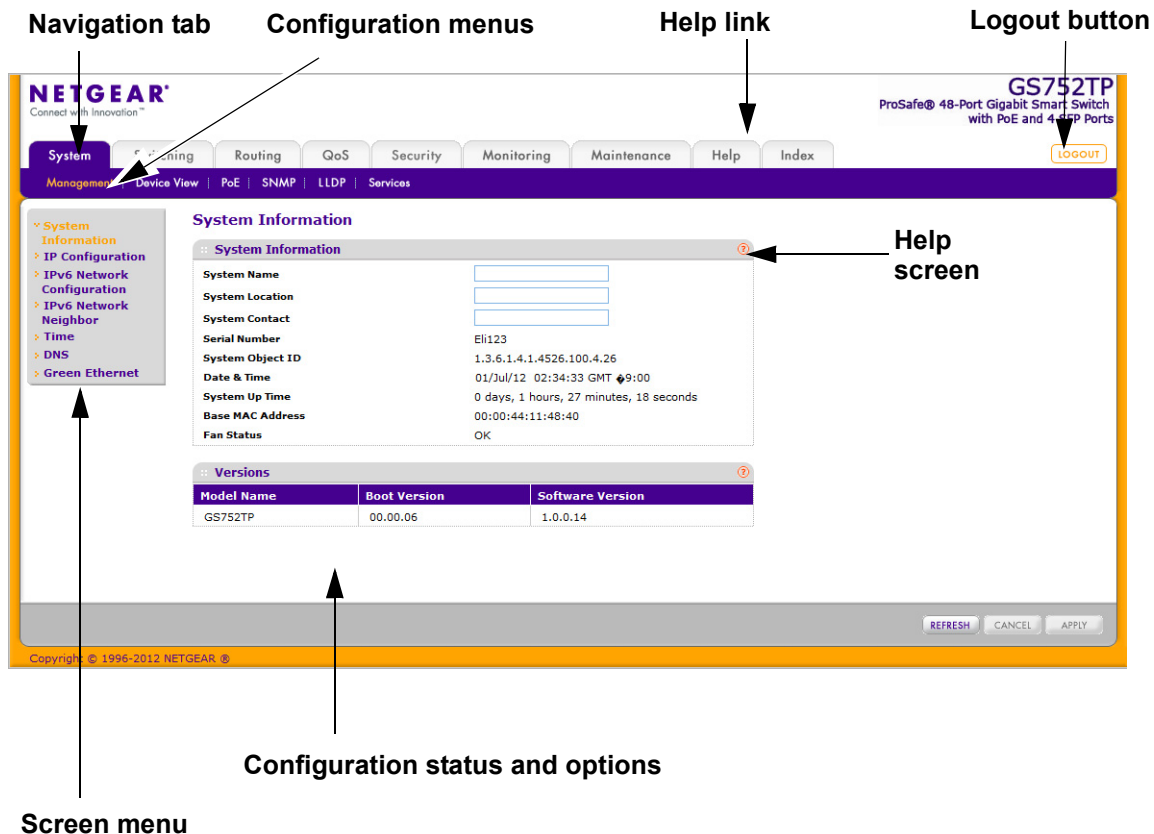 Navigation tab
Configuration menus
Help link
Logout button
NETGEAR®
Connect with Innovation™
GS752TP
ProSafe® 48-Port Gigabit Smart Switch
with PoE and 4 SFP Ports
System
Switching
Routing
QoS
Security
Monitoring
Maintenance
Help
Index
LOGOUT
Management | Device View | PoE | SNMP | LLDP | Services
System
Information
IP Configuration
IPv6 Network
Configuration
IPv6 Network
Neighbor
Time
DNS
Green Ethernet
System Information
:: System Information
?
Help
screen
System Name
System Location
System Contact
Serial Number Eli123
System Object ID 1.3.6.1.4.1.4526.100.4.26
Date & Time 01/Jul/12 02:34:33 GMT �9:00
System Up Time 0 days, 1 hours, 27 minutes, 18 seconds
Base MAC Address 00:00:44:11:48:40
Fan Status OK
:: Versions
?
Model Name Boot Version Software Version
GS752TP 00.00.06 1.0.0.14
REFRESH
CANCEL
APPLY
Copyright © 1996-2012 NETGEAR ®
Configuration status and options
Screen menu